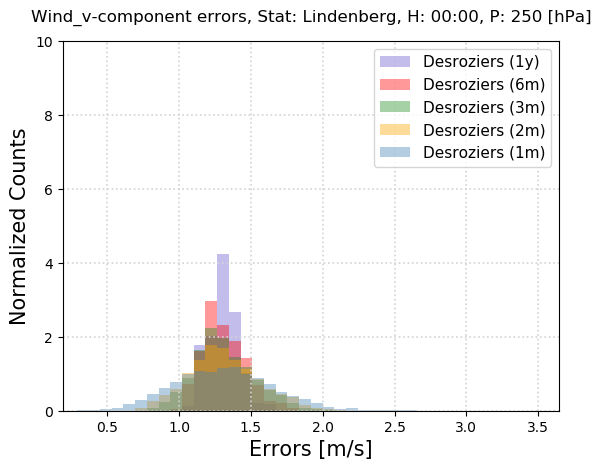 Wind_v-component errors, Stat: Lindenberg, H: 00:00, P: 250 [hPa]
10
8
6
4
2
0
Normalized Counts
Desroziers (1y)
Desroziers (6m)
Desroziers (3m)
Desroziers (2m)
Desroziers (1m)
0.5 1.0 1.5 2.0 2.5 3.0 3.5
Errors [m/s]